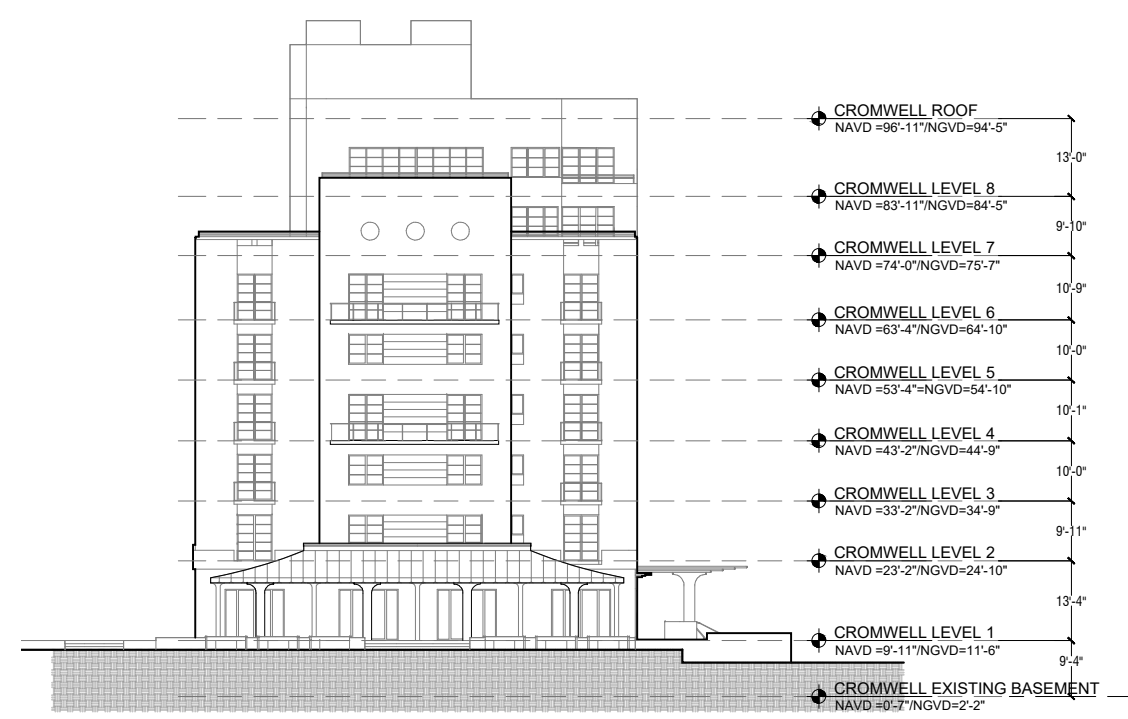 CROMWELL ROOF
NAVD =96'-11"/NGVD=94'-5"
13'-0"
CROMWELL LEVEL 8
NAVD =83'-11"/NGVD=84'-5"
9'-10"
CROMWELL LEVEL 7
NAVD =74'-0"/NGVD=75'-7"
10'-9"
CROMWELL LEVEL 6
NAVD =63'-4"/NGVD=64'-10"
10'-0"
CROMWELL LEVEL 5
NAVD =53'-4"=NGVD=54'-10"
10'-1"
CROMWELL LEVEL 4
NAVD =43'-2"/NGVD=44'-9"
10'-0"
CROMWELL LEVEL 3
NAVD =33'-2"/NGVD=34'-9"
9'-11"
CROMWELL LEVEL 2
NAVD =23'-2"/NGVD=24'-10"
13'-4"
CROMWELL LEVEL 1
NAVD =9'-11"/NGVD=11'-6"
9'-4"
CROMWELL EXISTING BASEMENT
NAVD =0'-7"/NGVD=2'-2"